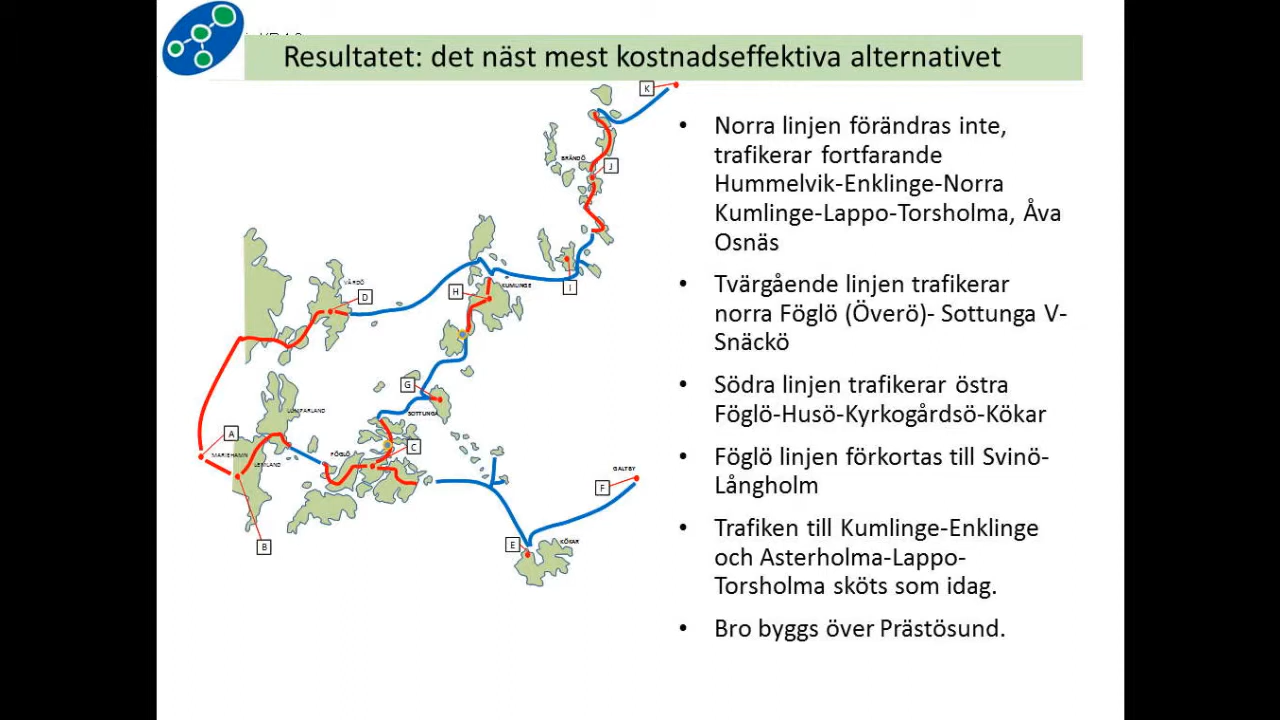 Resultatet: det näst mest kostnadseffektiva alternativet
K
BRÄNDÖ
J
VÅRDÖ
D
H
KUMLINGE
I
G
SOTTUNGA
LUMPARLAND
A
MARIEHAMN
LEMLAND
FÖGLÖ
C
GALTBY
F
B
E
KÖKAR
• Norra linjen förändras inte,
trafikerar fortfarande
Hummelvik-Enklinge-Norra
Kumlinge-Lappo-Torsholma, Åva
Osnäs
• Tvärgående linjen trafikerar
norra Föglö (Överö)- Sottunga V-
Snäckö
• Södra linjen trafikerar östra
Föglö-Husö-Kyrkogårdsö-Kökar
• Föglö linjen förkortas till Svinö-
Långholm
• Trafiken till Kumlinge-Enklinge
och Asterholma-Lappo-
Torsholma sköts som idag.
• Bro byggs över Prästösund.